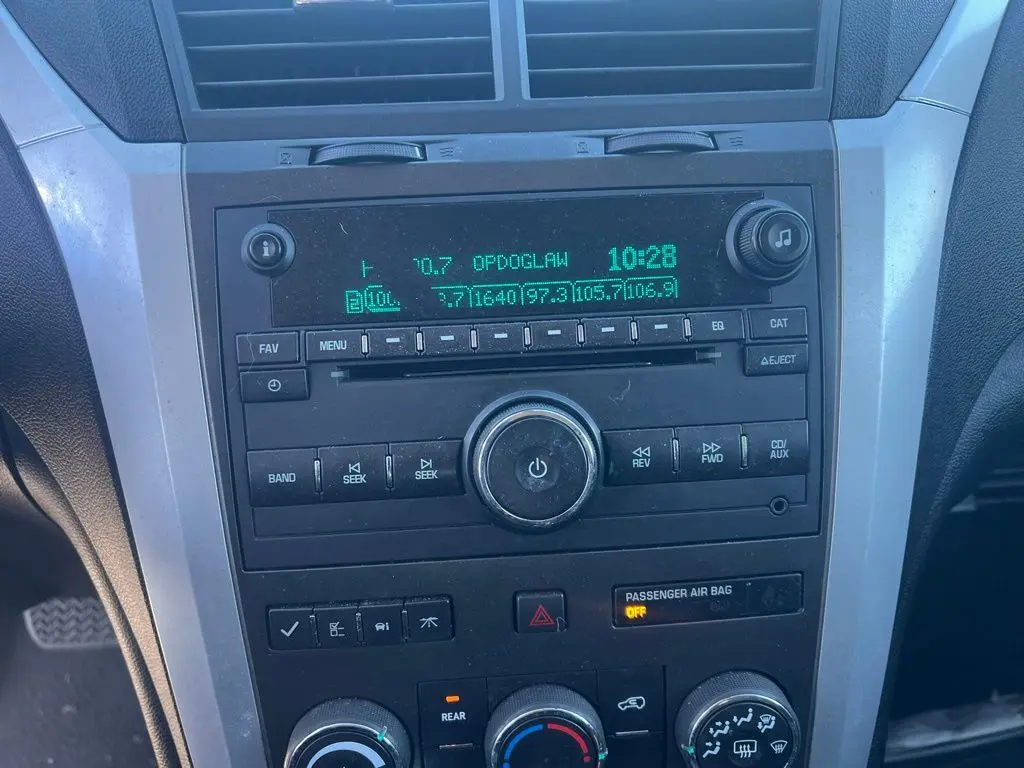 OPDOGLAW 10:28
2 1640 97.3 105.7 106.9
FAV MENU EQ CAT
EJECT
BAND SEEK SEEK REV FWD CD/AUX
PASSENGER AIR BAG
OFF
REAR